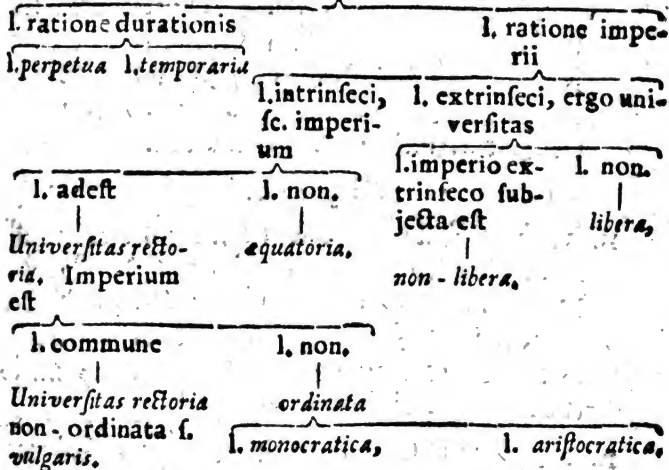 l. ratione durationis
l. perpetua l. temporaria
l. ratione impe-
rii
l. intrinſeci,
ſc. imperi-
um
l. extrinſeci, ergo uni-
verſitas
l. adeſt
l. non.
ſ. imperio ex-
trinſeco ſub-
jecta eſt
l. non.
libera,
Univerſitas recto-
ria. Imperium
eſt
æquatoria.
non-libera.
l. commune
l. non.
Univerſitas rectoria
non-ordinata ſ.
vulgaris.
ordinata
l. monocratica,
l. ariſtocratica,